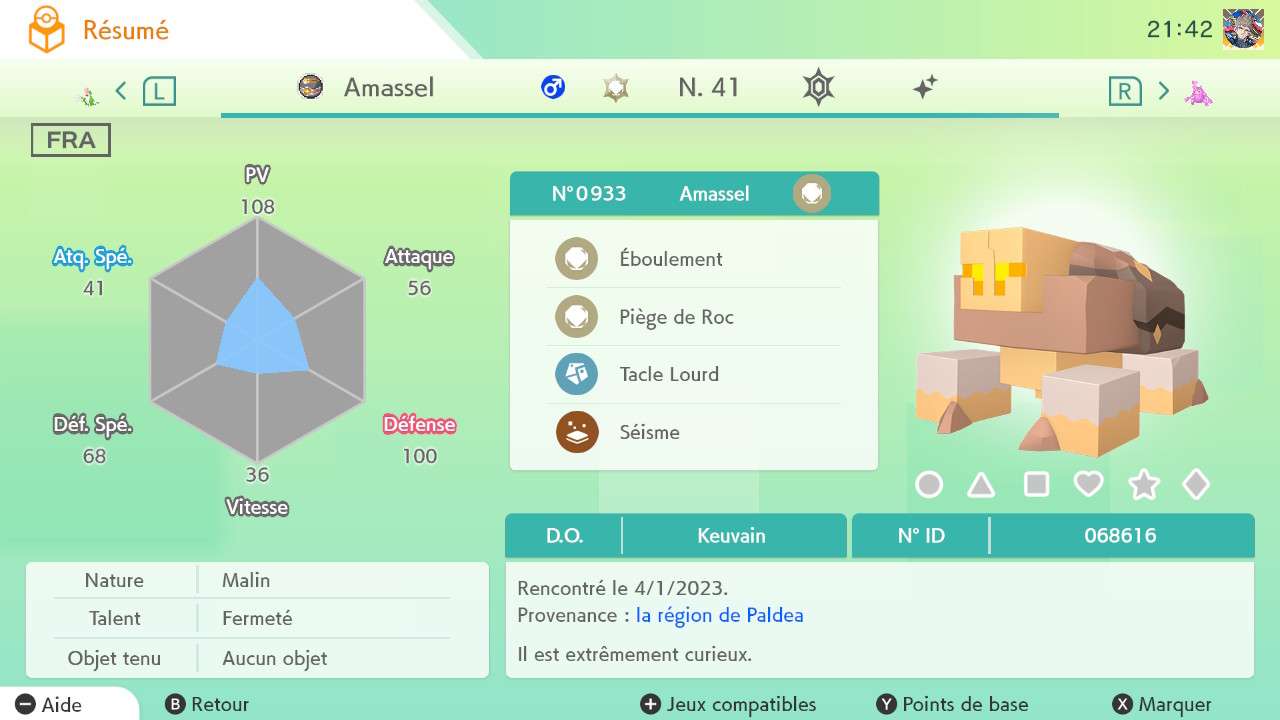 Résumé
21:42
L
Amassel
N. 41
R
FRA
PV
108
Atq. Spé.
41
Attaque
56
Déf. Spé.
68
Défense
100
36
Vitesse
N°0933 Amassel
Éboulement
Piège de Roc
Tacle Lourd
Séisme
D.O. Keuvain N° ID 068616
Rencontré le 4/1/2023.
Provenance : la région de Paldea
Il est extrêmement curieux.
Nature Malin
Talent Fermeté
Objet tenu Aucun objet
Aide
B Retour
Jeux compatibles
Y Points de base
X Marquer